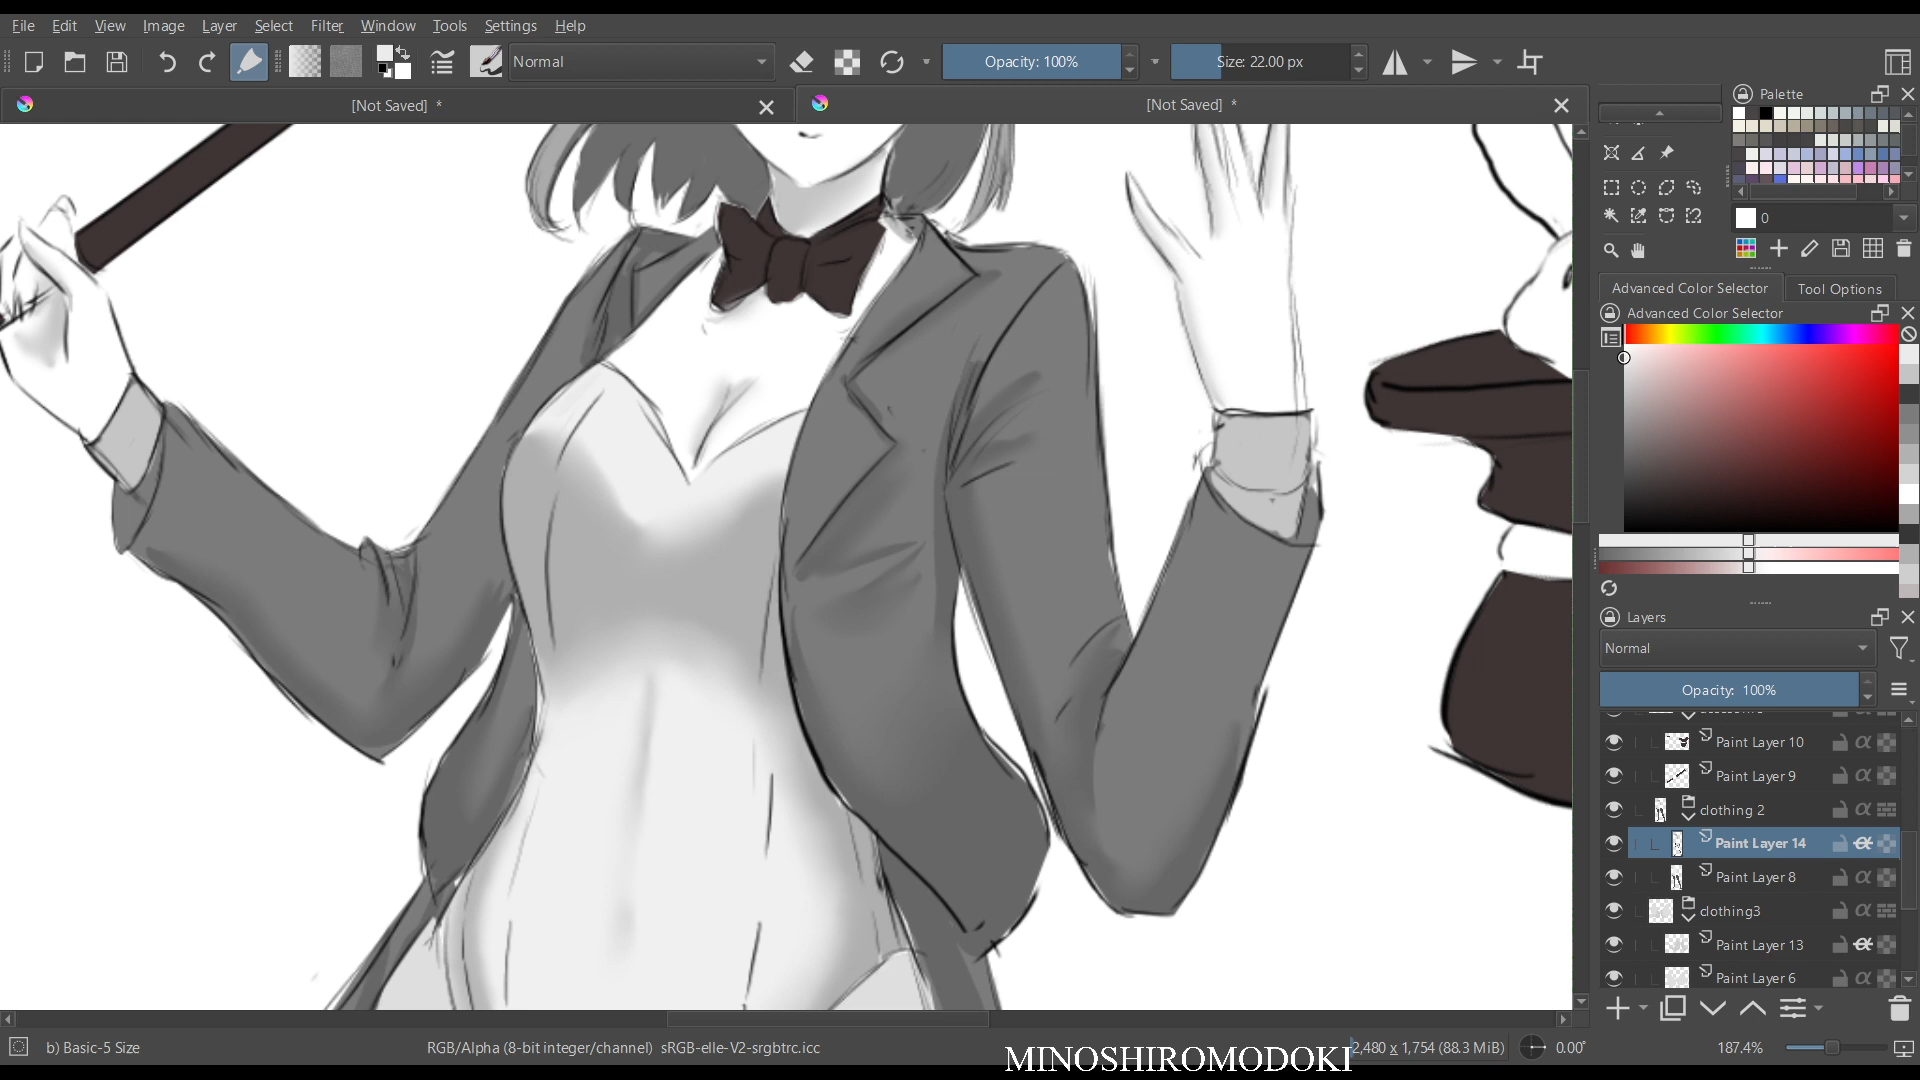 File Edit View Image Layer Select Filter Window Tools Settings Help
Normal Opacity: 100% Size: 22.00 px
[Not Saved] * [Not Saved] *
Palette
0
Advanced Color Selector Tool Options
Advanced Color Selector
Layers
Normal
Opacity: 100%
Paint Layer 10
Paint Layer 9
clothing 2
Paint Layer 14
Paint Layer 8
clothing3
Paint Layer 13
Paint Layer 6
b) Basic-5 Size RGB/Alpha (8-bit integer/channel) sRGB-elle-V2-srgbtrc.icc 2,480 x 1,754 (88.3 MiB) 0.00° 187.4%
MINOSHIROMODOKI